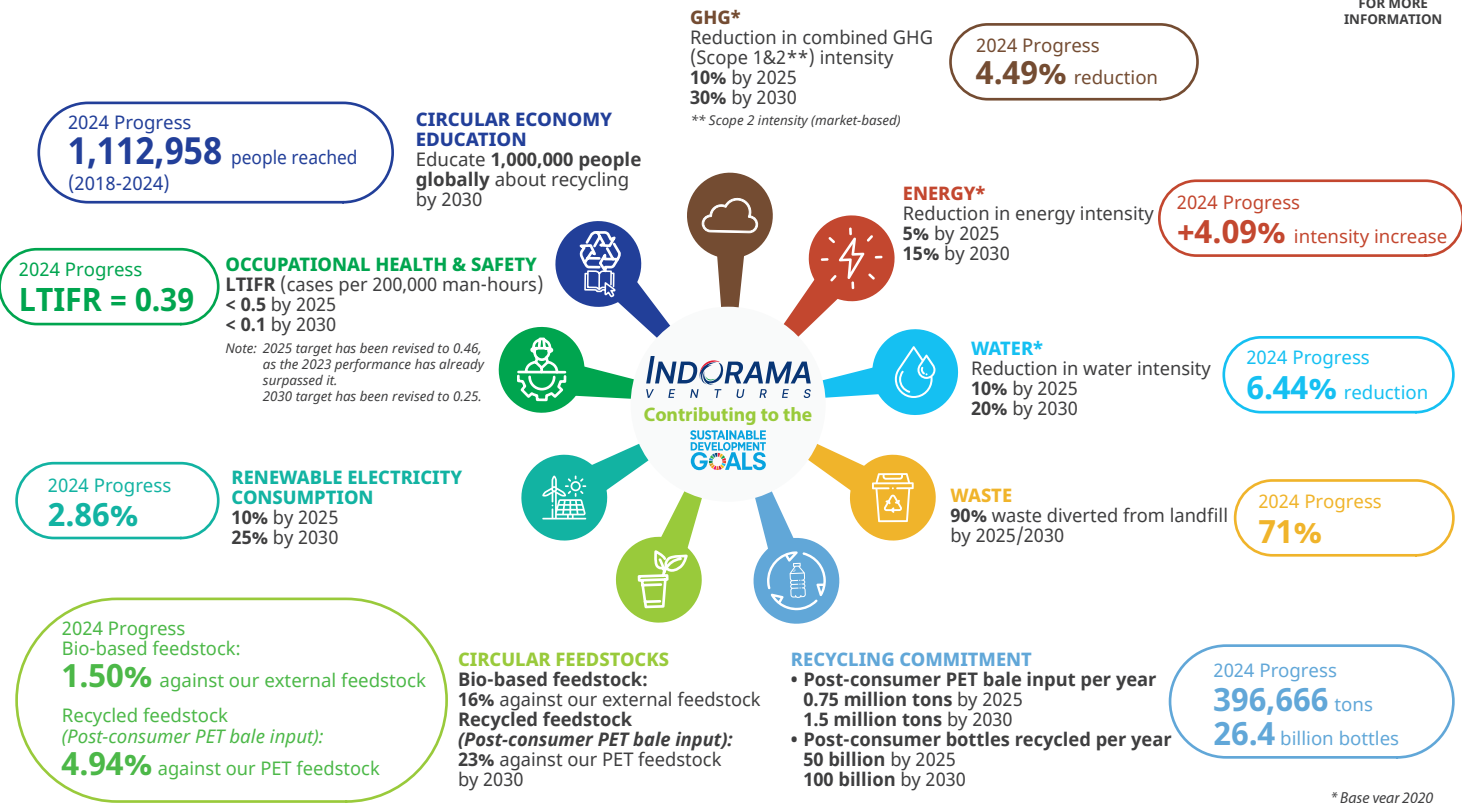 FOR MORE
INFORMATION
GHG*
Reduction in combined GHG
(Scope 1&2**) intensity
10% by 2025
30% by 2030
** Scope 2 intensity (market-based)
2024 Progress
4.49% reduction
2024 Progress
1,112,958 people reached
(2018-2024)
CIRCULAR ECONOMY
EDUCATION
Educate 1,000,000 people
globally about recycling
by 2030
ENERGY*
Reduction in energy intensity
5% by 2025
15% by 2030
2024 Progress
+4.09% intensity increase
2024 Progress
LTIFR = 0.39
OCCUPATIONAL HEALTH & SAFETY
LTIFR (cases per 200,000 man-hours)
< 0.5 by 2025
< 0.1 by 2030
Note: 2025 target has been revised to 0.46,
as the 2023 performance has already
surpassed it.
2030 target has been revised to 0.25.
INDORAMA
VENTURES
Contributing to the
SUSTAINABLE
DEVELOPMENT
GOALS
WATER*
Reduction in water intensity
10% by 2025
20% by 2030
2024 Progress
6.44% reduction
2024 Progress
2.86%
RENEWABLE ELECTRICITY
CONSUMPTION
10% by 2025
25% by 2030
WASTE
90% waste diverted from landfill
by 2025/2030
2024 Progress
71%
2024 Progress
Bio-based feedstock:
1.50% against our external feedstock
Recycled feedstock
(Post-consumer PET bale input):
4.94% against our PET feedstock
CIRCULAR FEEDSTOCKS
Bio-based feedstock:
16% against our external feedstock
Recycled feedstock
(Post-consumer PET bale input):
23% against our PET feedstock
by 2030
RECYCLING COMMITMENT
• Post-consumer PET bale input per year
0.75 million tons by 2025
1.5 million tons by 2030
• Post-consumer bottles recycled per year
50 billion by 2025
100 billion by 2030
2024 Progress
396,666 tons
26.4 billion bottles
* Base year 2020